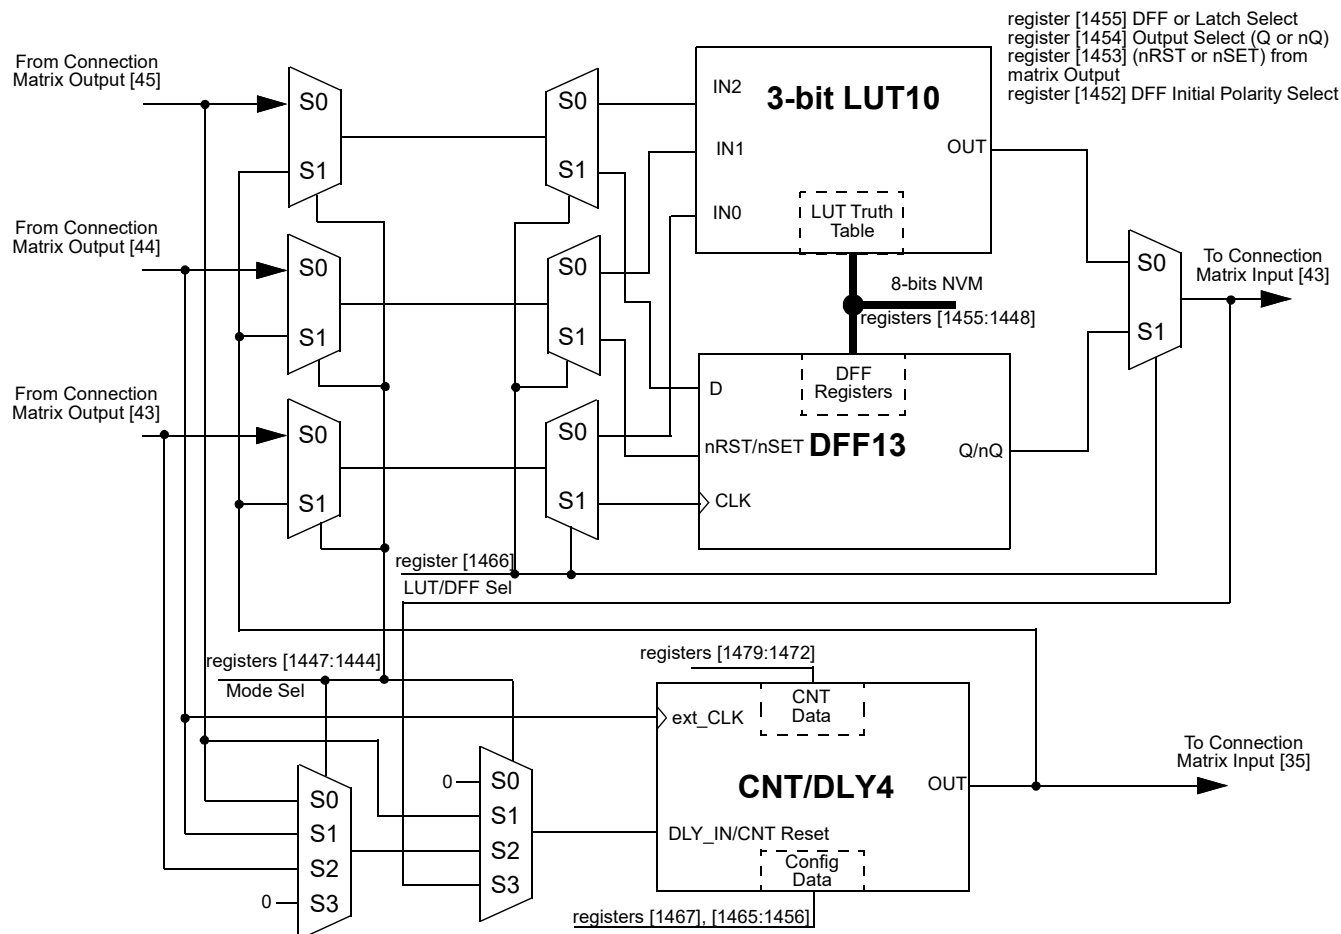 register [1455] DFF or Latch Select
register [1454] Output Select (Q or nQ)
register [1453] (nRST or nSET) from
matrix Output
register [1452] DFF Initial Polarity Select
From Connection
Matrix Output [45]
S0
S1
S0
S1
IN2
3-bit LUT10
IN1
OUT
IN0
LUT Truth
Table
From Connection
Matrix Output [44]
S0
S1
S0
S1
8-bits NVM
registers [1455:1448]
S0
S1
To Connection
Matrix Input [43]
From Connection
Matrix Output [43]
S0
S1
S0
S1
DFF
Registers
D
nRST/nSET
DFF13
Q/nQ
CLK
register [1466]
LUT/DFF Sel
registers [1447:1444]
Mode Sel
registers [1479:1472]
CNT
Data
ext_CLK
CNT/DLY4
OUT
To Connection
Matrix Input [35]
DLY_IN/CNT Reset
Config
Data
0
S0
S1
S2
S3
S0
S1
S2
0
S3
registers [1467], [1465:1456]